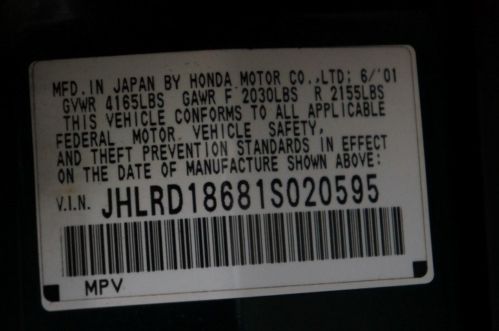 MFD.IN JAPAN BY HONDA MOTOR CO.,LTD; 6/'01
GVWR 4165LBS GAWR F 2030LBS R 2155LBS
THIS VEHICLE CONFORMS TO ALL APPLICABLE
FEDERAL MOTOR VEHICLE SAFETY,
AND THEFT PREVENTION STANDARDS IN EFFECT
ON THE DATE OF MANUFACTURE SHOWN ABOVE:
V.I.N. JHLRD18681S020595
MPV